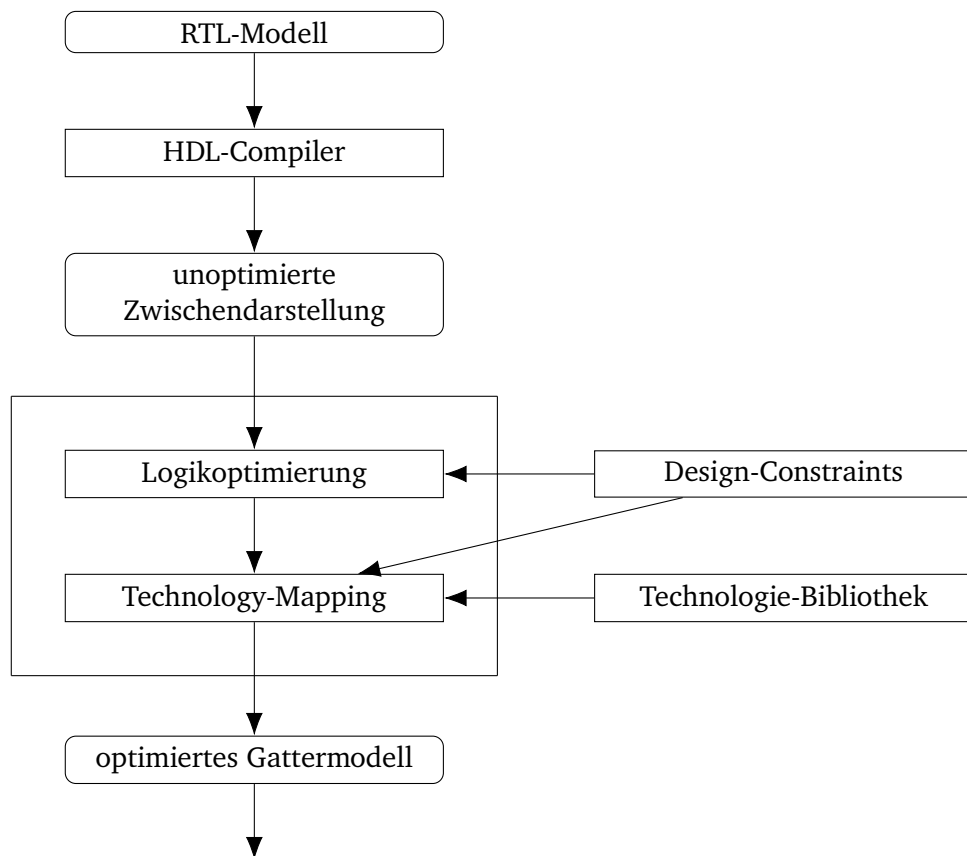 RTL-Modell
HDL-Compiler
unoptimierte
Zwischendarstellung
Logikoptimierung
Design-Constraints
Technology-Mapping
Technologie-Bibliothek
optimiertes Gattermodell